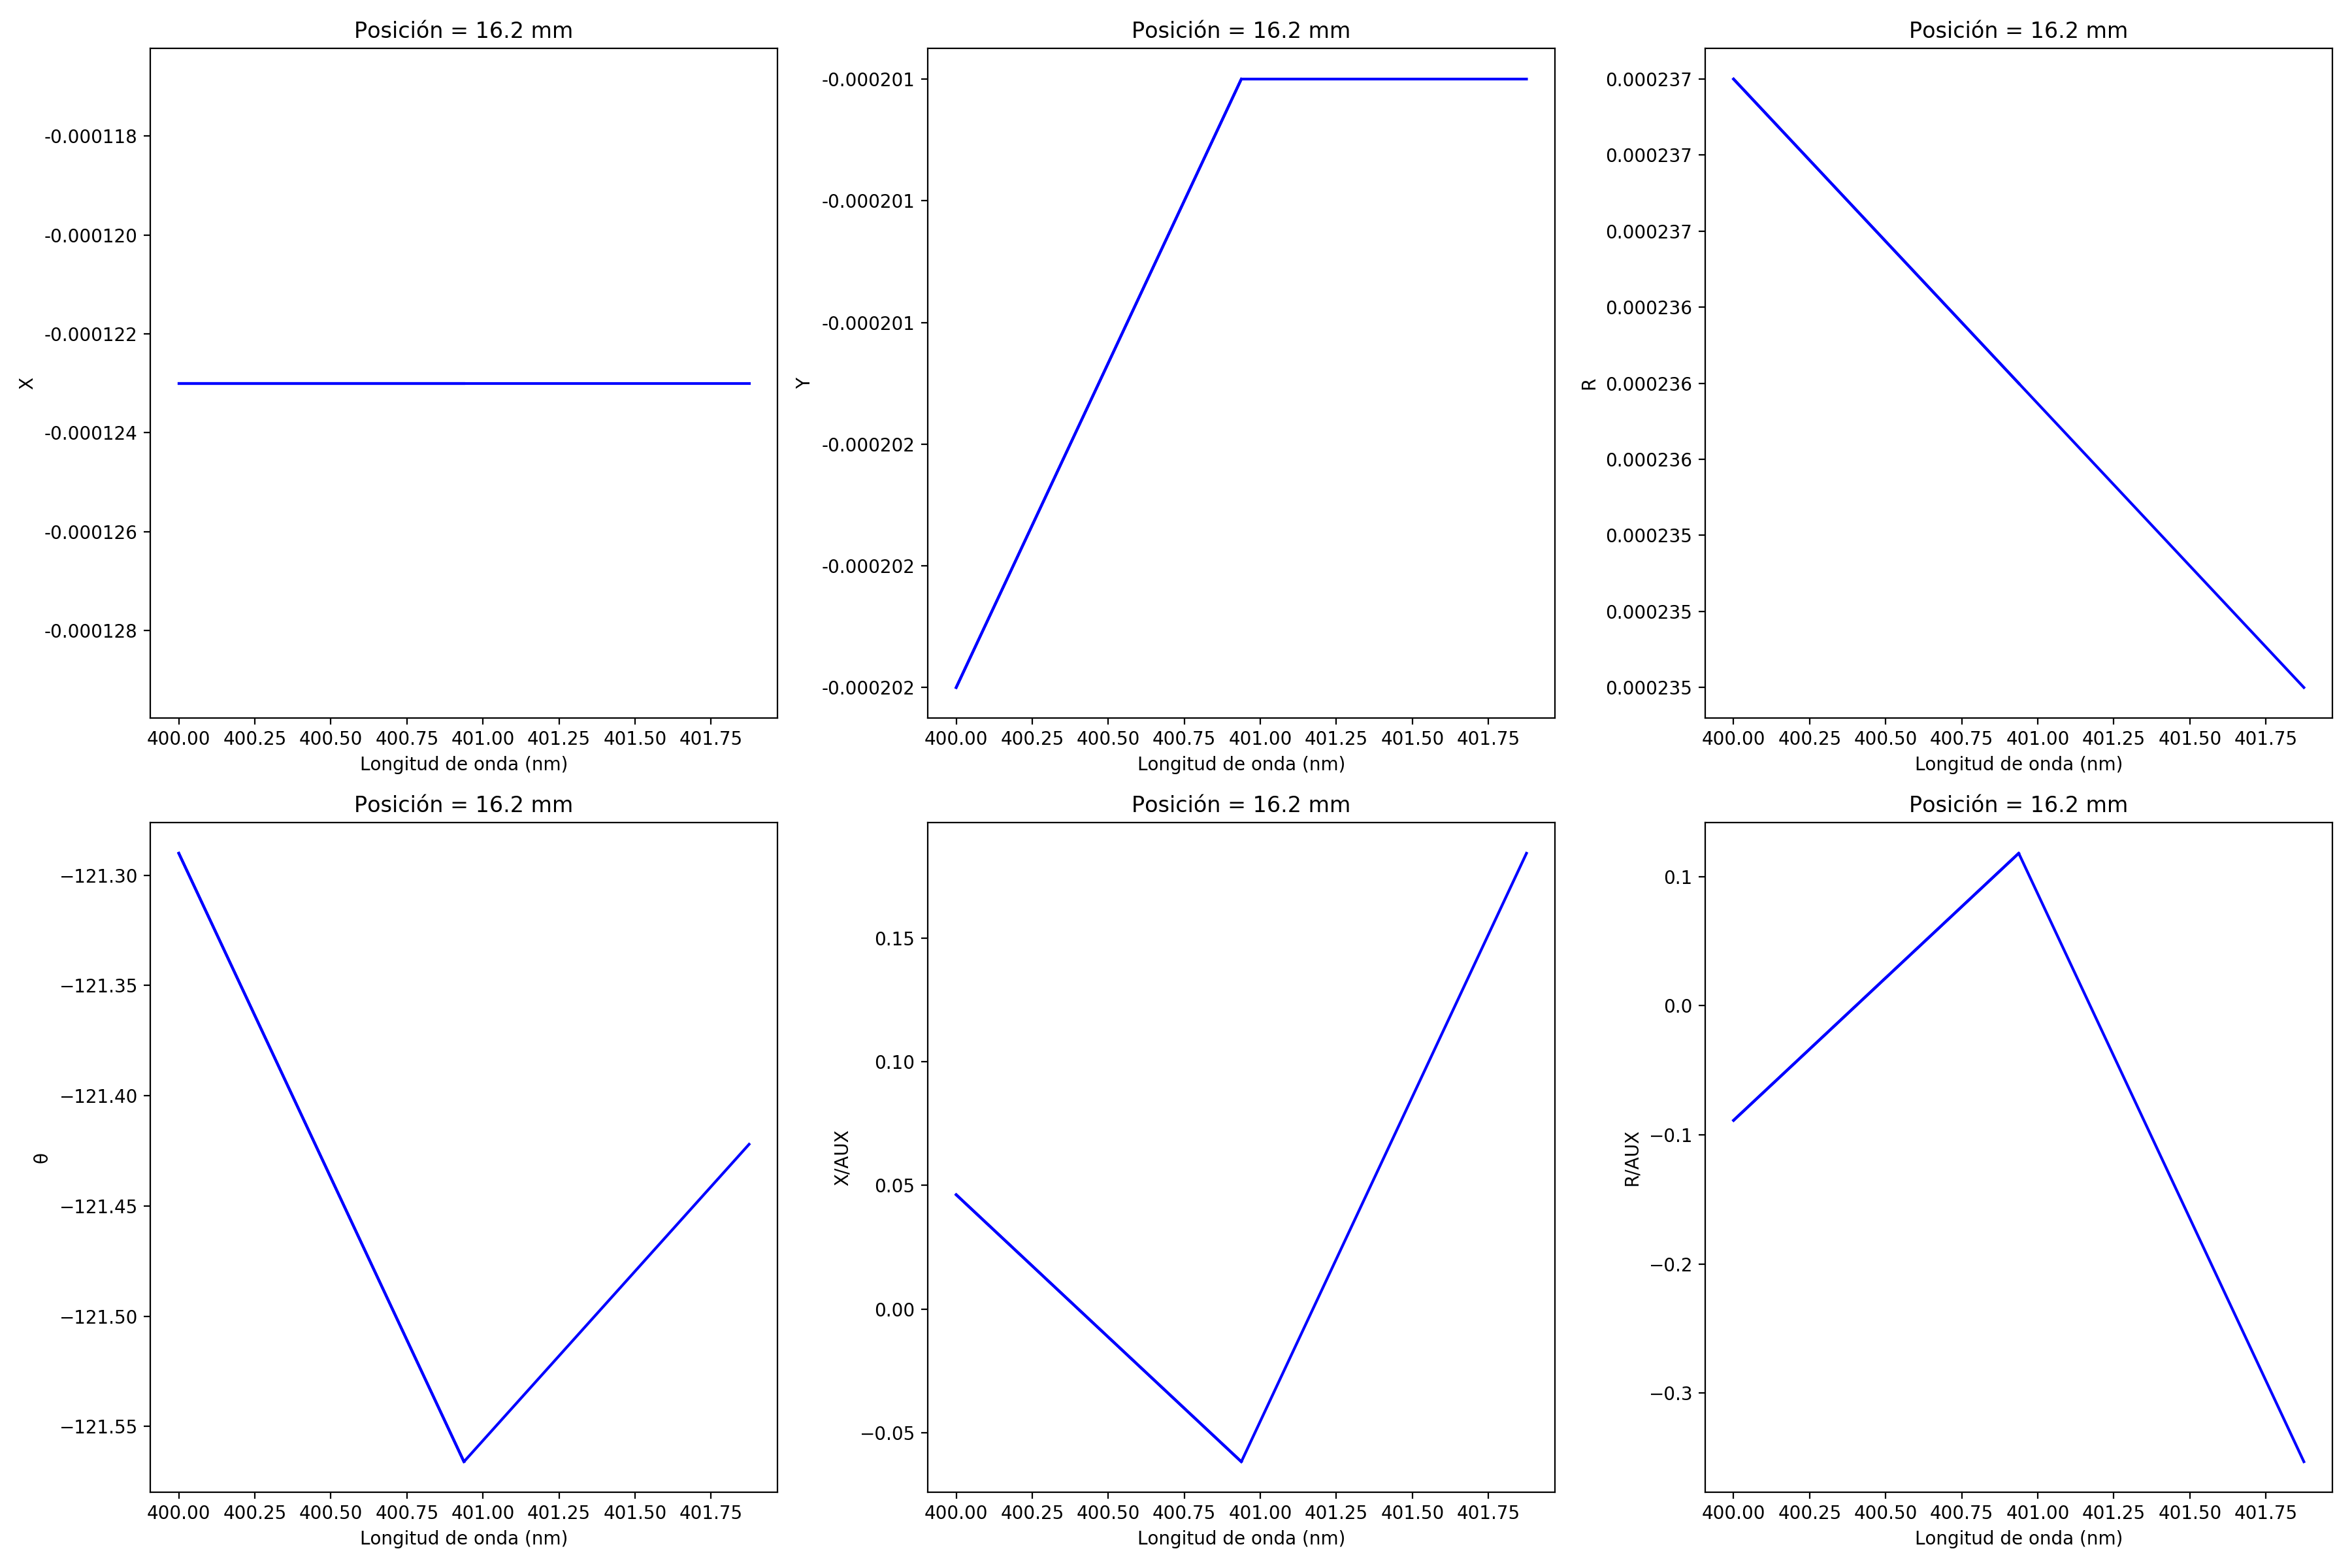 Posición = 16.2 mm
X
-0.000118
-0.000120
-0.000122
-0.000124
-0.000126
-0.000128
400.00 400.25 400.50 400.75 401.00 401.25 401.50 401.75
Longitud de onda (nm)
Posición = 16.2 mm
Y
-0.000201
-0.000201
-0.000201
-0.000202
-0.000202
-0.000202
400.00 400.25 400.50 400.75 401.00 401.25 401.50 401.75
Longitud de onda (nm)
Posición = 16.2 mm
R
0.000237
0.000237
0.000237
0.000236
0.000236
0.000236
0.000235
0.000235
0.000235
400.00 400.25 400.50 400.75 401.00 401.25 401.50 401.75
Longitud de onda (nm)
Posición = 16.2 mm
θ
−121.30
−121.35
−121.40
−121.45
−121.50
−121.55
400.00 400.25 400.50 400.75 401.00 401.25 401.50 401.75
Longitud de onda (nm)
Posición = 16.2 mm
X/AUX
0.15
0.10
0.05
0.00
−0.05
400.00 400.25 400.50 400.75 401.00 401.25 401.50 401.75
Longitud de onda (nm)
Posición = 16.2 mm
R/AUX
0.1
0.0
−0.1
−0.2
−0.3
400.00 400.25 400.50 400.75 401.00 401.25 401.50 401.75
Longitud de onda (nm)